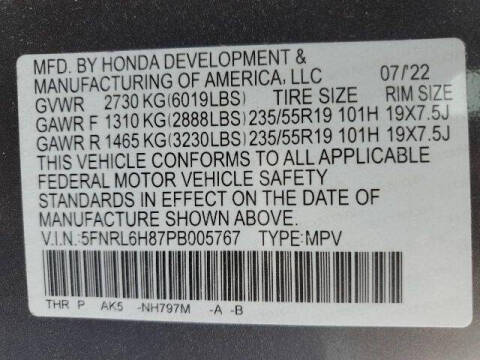 MFD. BY HONDA DEVELOPMENT &
MANUFACTURING OF AMERICA, LLC 07/'22
GVWR 2730 KG(6019LBS) TIRE SIZE RIM SIZE
GAWR F 1310 KG(2888LBS) 235/55R19 101H 19X7.5J
GAWR R 1465 KG(3230LBS) 235/55R19 101H 19X7.5J
THIS VEHICLE CONFORMS TO ALL APPLICABLE
FEDERAL MOTOR VEHICLE SAFETY
STANDARDS IN EFFECT ON THE DATE OF
MANUFACTURE SHOWN ABOVE.
V.I.N.:5FNRL6H87PB005767 TYPE:MPV
THR P AK5 -NH797M -A -B